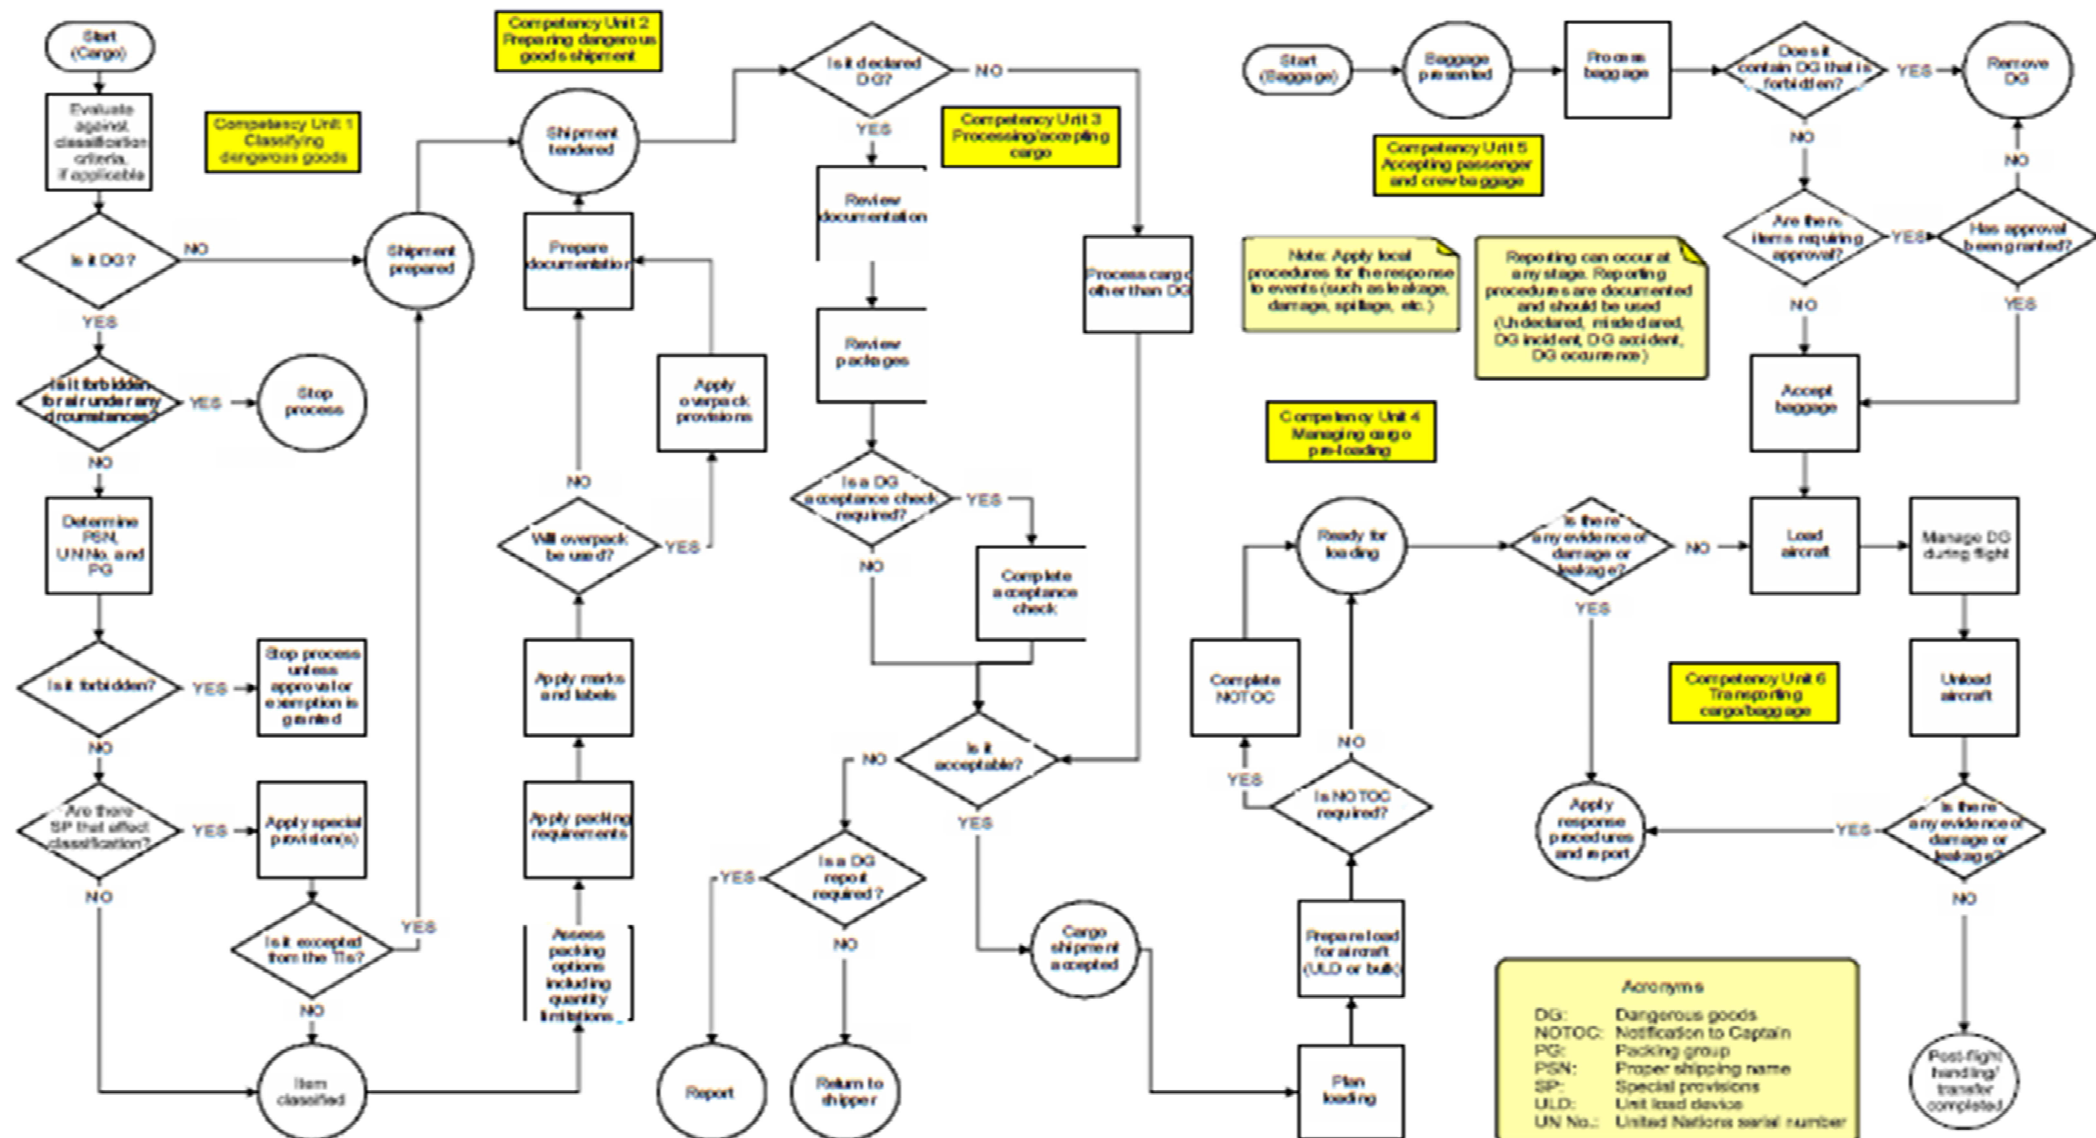 Start
(Cargo)
Evaluate
against
classification
criteria,
if applicable
Is it DG?
NO
YES
Is it forbidden
for air under any
circumstances?
YES
Stop
process
NO
Determine
PSN,
UN No. and
PG
Is it forbidden?
YES
Stop process
unless
approval or
exemption is
granted
NO
Are there
SP that affect
classification?
YES
Apply special
provision(s)
NO
Is it excepted
from the TIs?
YES
NO
Item
classified
Competency Unit 1
Classifying
dangerous goods
Shipment
prepared
Competency Unit 2
Preparing dangerous
goods shipment
Shipment
tendered
Prepare
documentation
Apply
overpack
provisions
NO
Will overpack
be used?
YES
Apply marks
and labels
Apply packing
requirements
Assess
packing
options
including
quantity
limitations
Is it declared
DG?
NO
YES
Competency Unit 3
Processing/accepting
cargo
Review
documentation
Review
packages
Process cargo
other than DG
Is a DG
acceptance check
required?
YES
NO
Complete
acceptance
check
Is it
acceptable?
NO
YES
Is a DG
report
required?
YES
NO
Report
Return to
shipper
Cargo
shipment
accepted
Plan
loading
Prepare load
for aircraft
(ULD or bulk)
Is NOTOC
required?
YES
NO
Complete
NOTOC
Ready for
loading
Competency Unit 4
Managing cargo
pre-loading
Start
(Baggage)
Baggage
presented
Process
baggage
Does it
contain DG that is
forbidden?
YES
Remove
DG
NO
NO
Competency Unit 5
Accepting passenger
and crew baggage
Are there
items requiring
approval?
YES
Has approval
being granted?
NO
YES
Note: Apply local
procedures for the response
to events (such as leakage,
damage, spillage, etc.)
Reporting can occur at
any stage. Reporting
procedures are documented
and should be used
(Undeclared, misdeclared,
DG incident, DG accident,
DG occurrence)
Accept
baggage
Is there
any evidence of
damage or
leakage?
NO
YES
Load
aircraft
Manage DG
during flight
Unload
aircraft
Competency Unit 6
Transporting
cargo/baggage
Apply
response
procedures
and report
YES
Is there
any evidence of
damage or
leakage?
NO
Post-flight
handling/
transfer
completed
Acronyms
DG: Dangerous goods
NOTOC: Notification to Captain
PG: Packing group
PSN: Proper shipping name
SP: Special provisions
ULD: Unit load device
UN No.: United Nations serial number